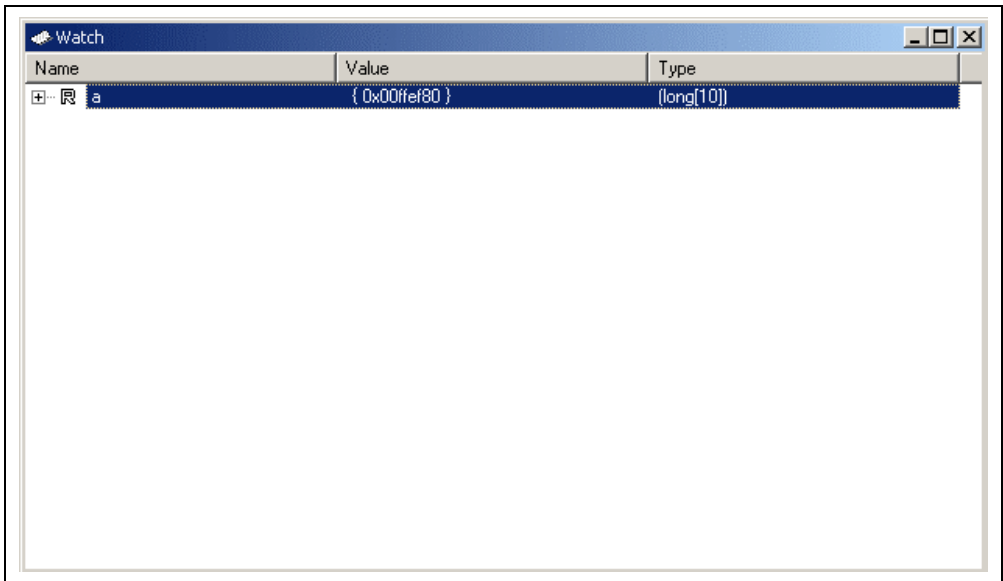 Watch
Name Value Type
R a { 0x00ffef80 } (long[10])